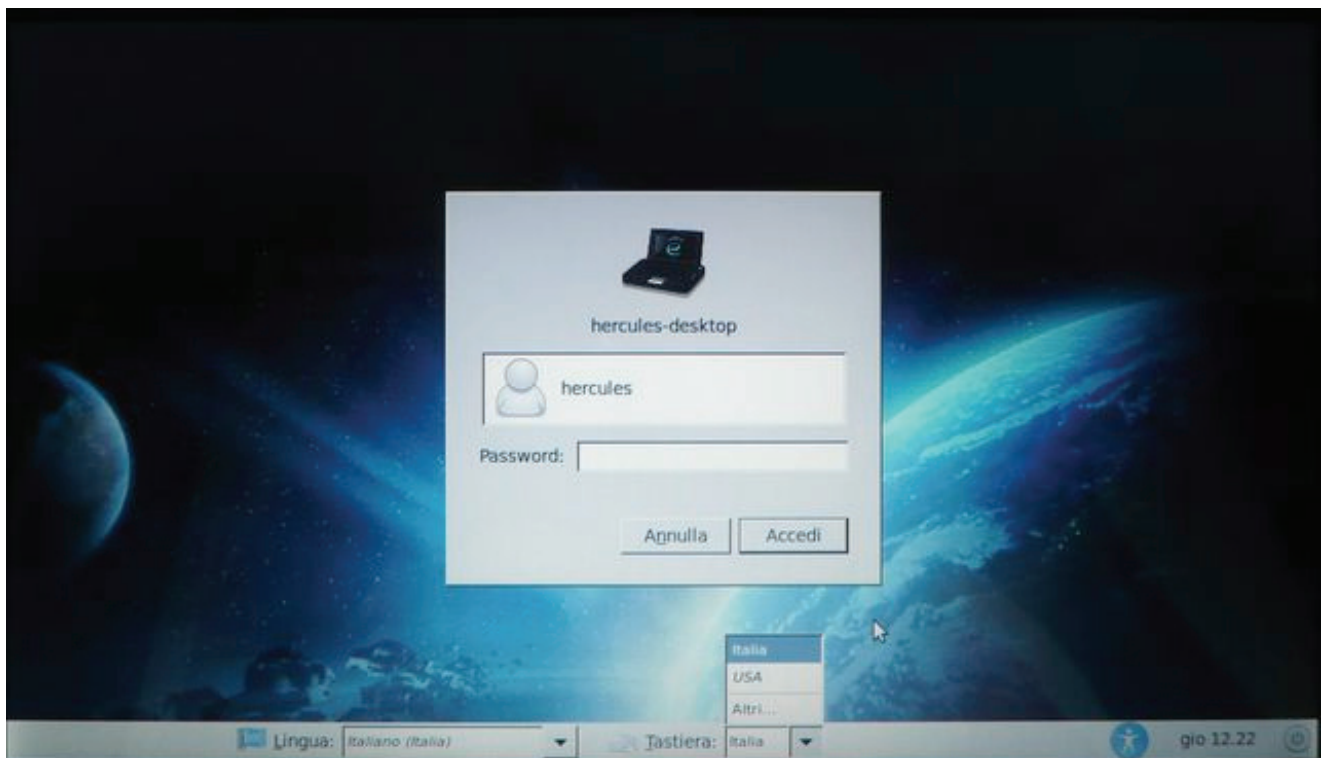 hercules-desktop
hercules
Password:
Annulla
Accedi
Italia
USA
Altri...
Lingua: Italiano (Italia)
Tastiera: Italia
gio 12.22